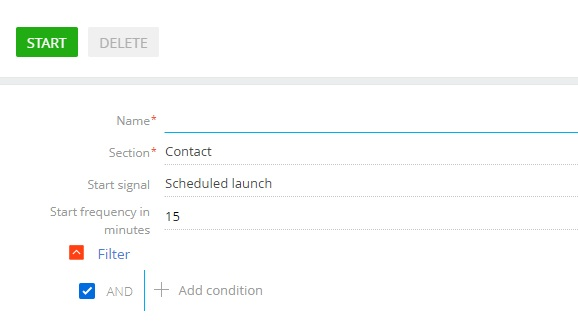 START DELETE
Name*
Section* Contact
Start signal Scheduled launch
Start frequency in
minutes 15
Filter
AND Add condition